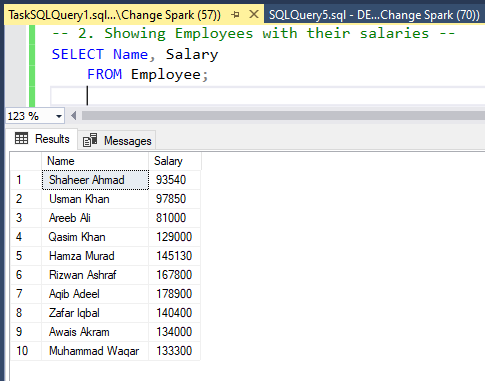 TaskSQLQuery1.sql...\Change Spark (57)) SQLQuery5.sql - DE...Change Spark (70))
-- 2. Showing Employees with their salaries --
SELECT Name, Salary
FROM Employee;
123 %
Results Messages
Name Salary
1 Shaheer Ahmad 93540
2 Usman Khan 97850
3 Areeb Ali 81000
4 Qasim Khan 129000
5 Hamza Murad 145130
6 Rizwan Ashraf 167800
7 Aqib Adeel 178900
8 Zafar Iqbal 140400
9 Awais Akram 134000
10 Muhammad Waqar 133300